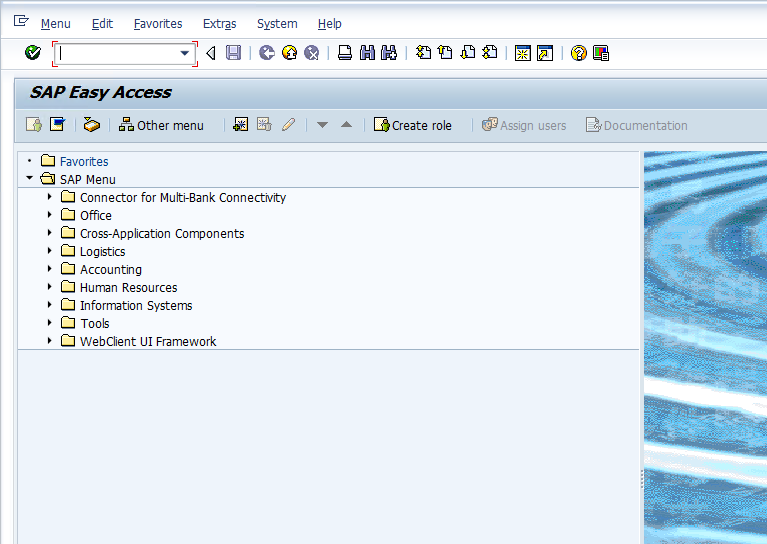 Menu Edit Favorites Extras System Help
SAP Easy Access
Other menu Create role Assign users Documentation
Favorites
SAP Menu
Connector for Multi-Bank Connectivity
Office
Cross-Application Components
Logistics
Accounting
Human Resources
Information Systems
Tools
WebClient UI Framework